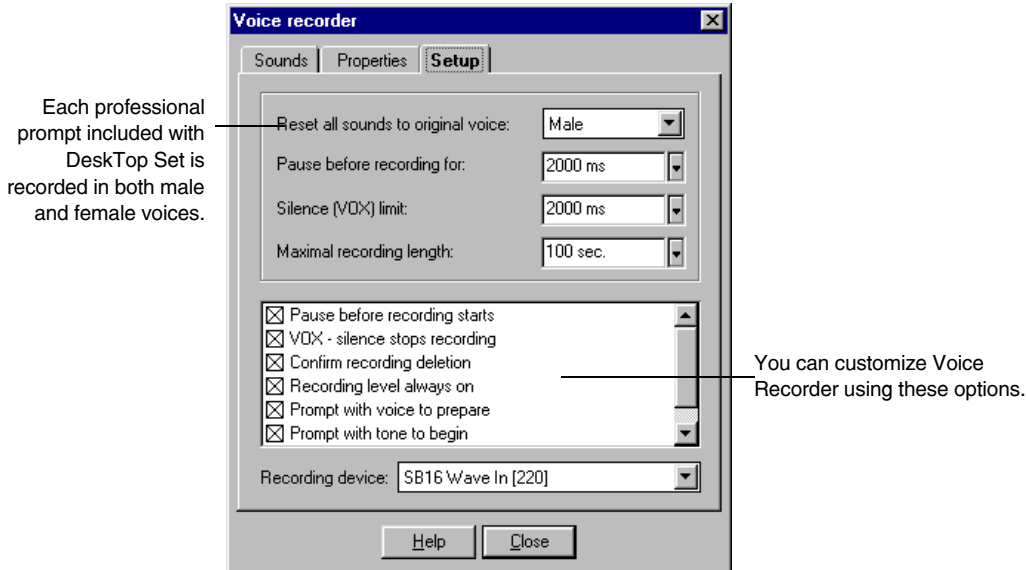 Voice recorder
Sounds Properties Setup
Each professional
prompt included with
DeskTop Set is
recorded in both male
and female voices.
Reset all sounds to original voice: Male
Pause before recording for: 2000 ms
Silence (VOX) limit: 2000 ms
Maximal recording length: 100 sec.
Pause before recording starts
VOX - silence stops recording
Confirm recording deletion
Recording level always on
Prompt with voice to prepare
Prompt with tone to begin
You can customize Voice
Recorder using these options.
Recording device: SB16 Wave In [220]
Help Close